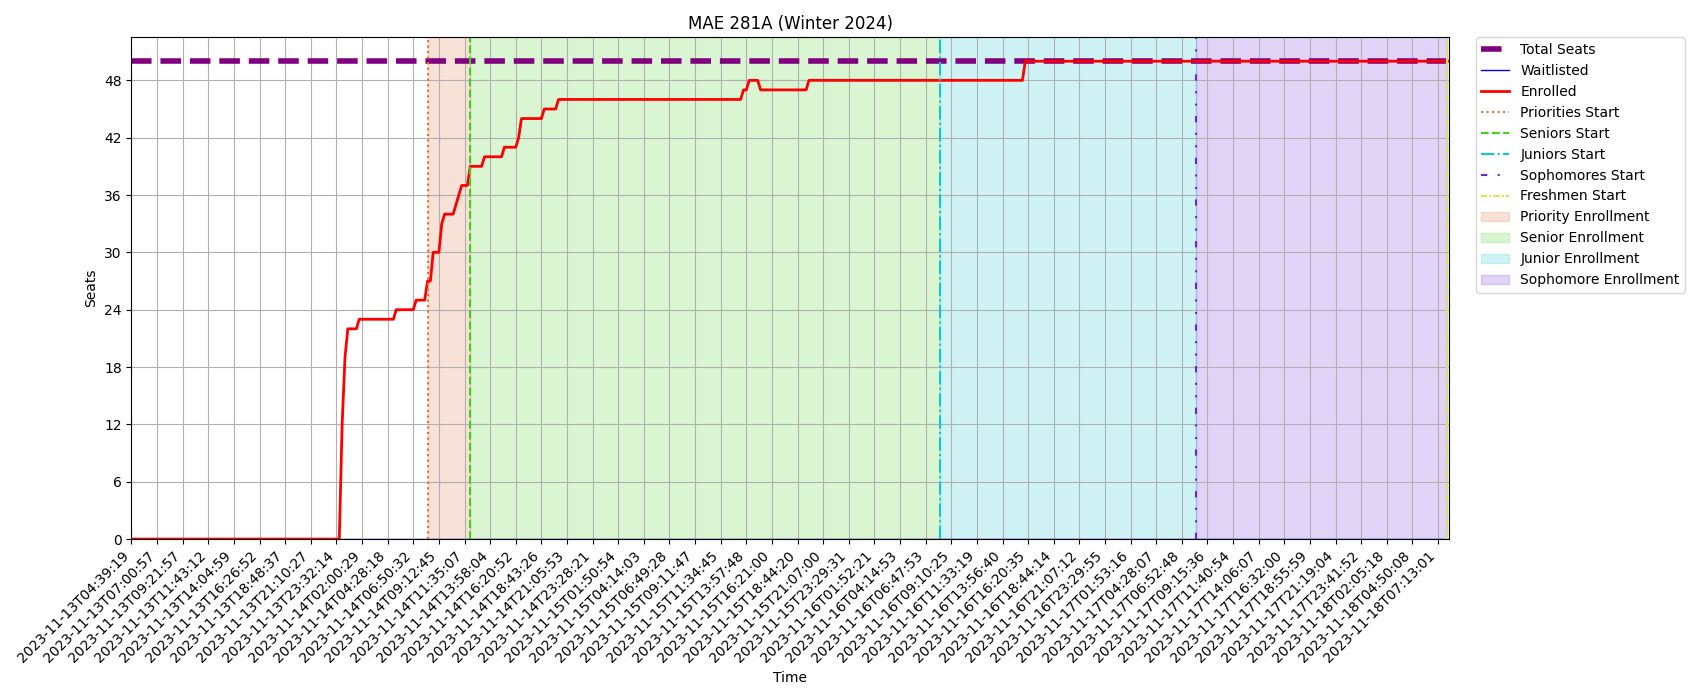 MAE 281A (Winter 2024)
Total Seats
Waitlisted
Enrolled
Priorities Start
Seniors Start
Juniors Start
Sophomores Start
Freshmen Start
Priority Enrollment
Senior Enrollment
Junior Enrollment
Sophomore Enrollment
Seats
48
42
36
30
24
18
12
6
0
2023-11-13T04:39:19
2023-11-13T07:00:57
2023-11-13T09:21:57
2023-11-13T11:43:12
2023-11-13T14:04:59
2023-11-13T16:26:52
2023-11-13T18:48:37
2023-11-13T21:10:27
2023-11-13T23:32:14
2023-11-14T02:00:29
2023-11-14T04:28:18
2023-11-14T06:50:32
2023-11-14T09:12:45
2023-11-14T11:35:07
2023-11-14T13:58:04
2023-11-14T16:20:52
2023-11-14T18:43:26
2023-11-14T21:05:53
2023-11-14T23:28:21
2023-11-15T01:50:54
2023-11-15T04:14:03
2023-11-15T06:49:28
2023-11-15T09:11:47
2023-11-15T11:34:45
2023-11-15T13:57:48
2023-11-15T16:21:00
2023-11-15T18:44:20
2023-11-15T21:07:00
2023-11-15T23:29:31
2023-11-16T01:52:21
2023-11-16T04:14:53
2023-11-16T06:47:53
2023-11-16T09:10:25
2023-11-16T11:33:19
2023-11-16T13:56:40
2023-11-16T16:20:35
2023-11-16T18:44:14
2023-11-16T21:07:12
2023-11-16T23:29:55
2023-11-17T01:53:16
2023-11-17T04:28:07
2023-11-17T06:52:48
2023-11-17T09:15:36
2023-11-17T11:40:54
2023-11-17T14:06:07
2023-11-17T16:32:00
2023-11-17T18:55:59
2023-11-17T21:19:04
2023-11-17T23:41:52
2023-11-18T02:05:18
2023-11-18T04:50:08
2023-11-18T07:13:01
Time